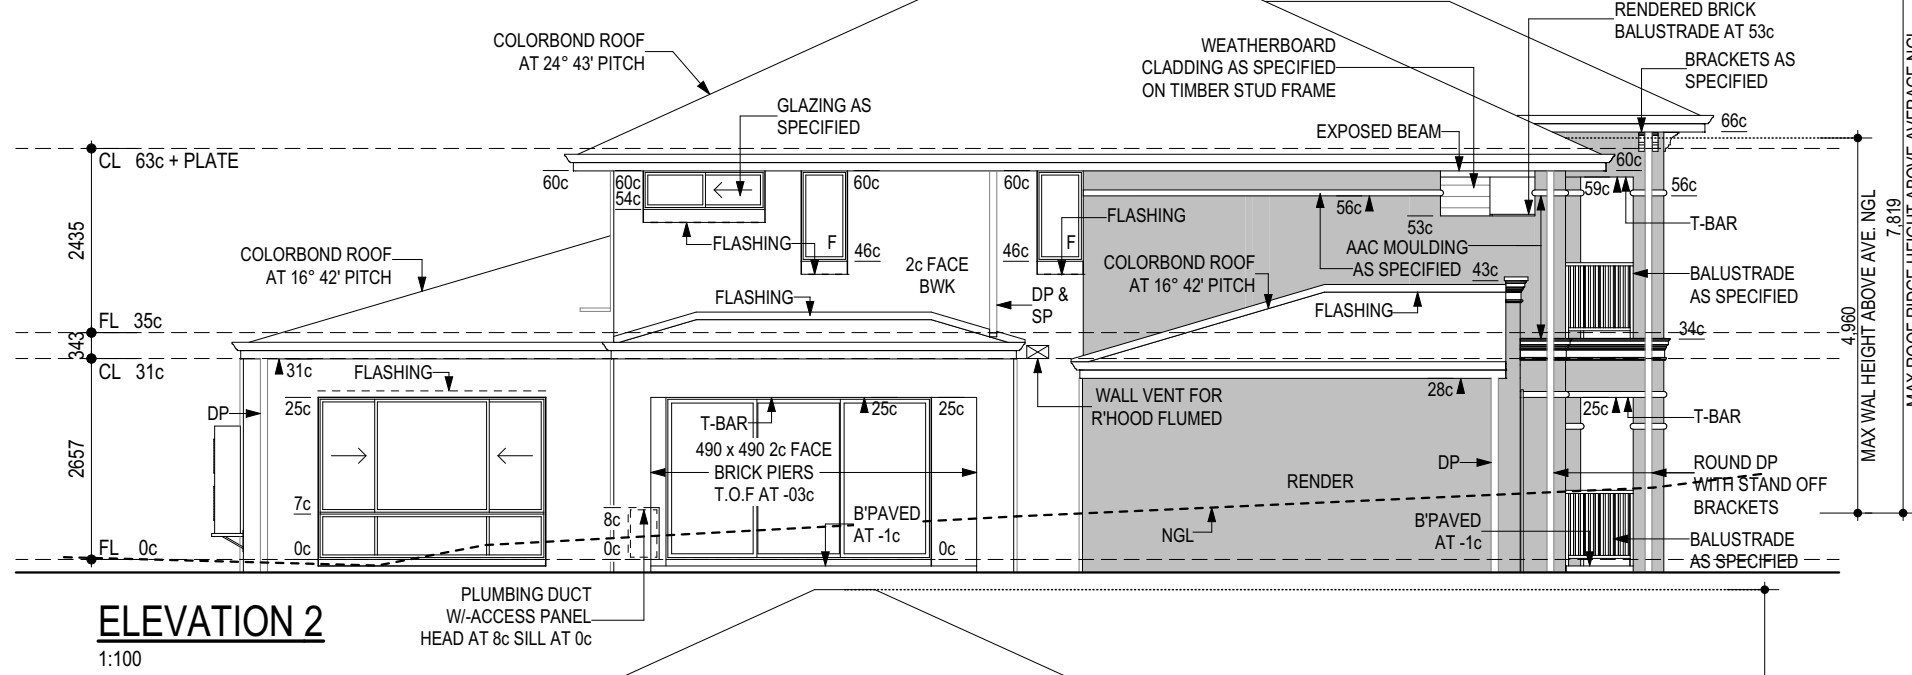 COLORBOND ROOF
AT 24° 43' PITCH
GLAZING AS
SPECIFIED
WEATHERBOARD
CLADDING AS SPECIFIED
ON TIMBER STUD FRAME
RENDERED BRICK
BALUSTRADE AT 53c
BRACKETS AS
SPECIFIED
EXPOSED BEAM
66c
CL 63c + PLATE
60c
60c
54c
60c
60c
60c
59c
56c
56c
53c
T-BAR
2435
FLASHING
F
46c
46c
F
FLASHING
2c FACE
BWK
AAC MOULDING
AS SPECIFIED
43c
COLORBOND ROOF
AT 16° 42' PITCH
COLORBOND ROOF
AT 16° 42' PITCH
FLASHING
DP &
SP
FLASHING
BALUSTRADE
AS SPECIFIED
FL 35c
34c
343
CL 31c
31c
FLASHING
WALL VENT FOR
R'HOOD FLUMED
28c
DP
25c
25c
25c
25c
T-BAR
T-BAR
490 x 490 2c FACE
BRICK PIERS
T.O.F AT -03c
2657
7c
DP
RENDER
ROUND DP
WITH STAND OFF
BRACKETS
8c
0c
0c
0c
B'PAVED
AT -1c
NGL
B'PAVED
AT -1c
BALUSTRADE
AS SPECIFIED
FL 0c
4,960
MAX WAL HEIGHT ABOVE AVE. NGL
7,819
MAX ROOF RIDGE HEIGHT ABOVE AVERAGE NGL
PLUMBING DUCT
W/-ACCESS PANEL
HEAD AT 8c SILL AT 0c
ELEVATION 2
1:100